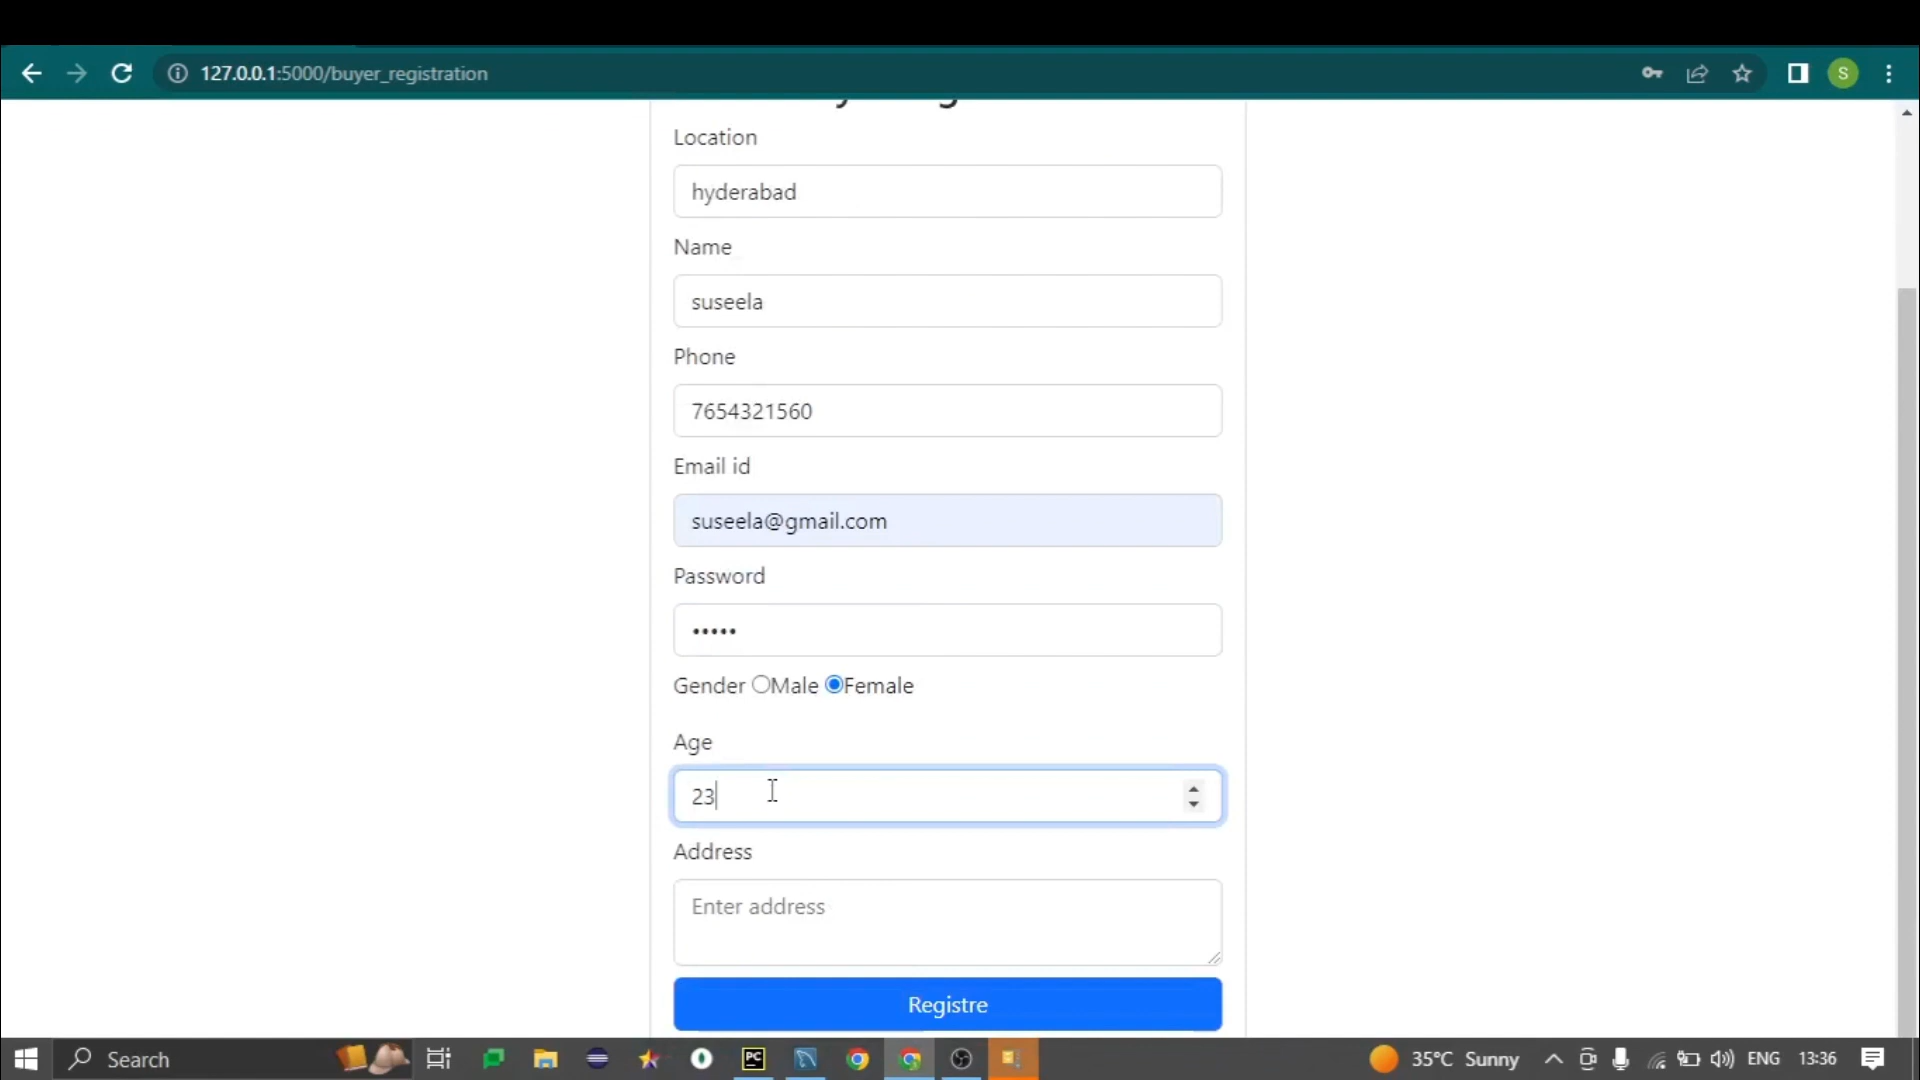 127.0.0.1:5000/buyer_registration
S
Location
hyderabad
Name
suseela
Phone
7654321560
Email id
suseela@gmail.com
Password
•••••
Gender Male Female
Age
23
Address
Enter address
Registre
Search
PC
35°C Sunny
ENG
13:36